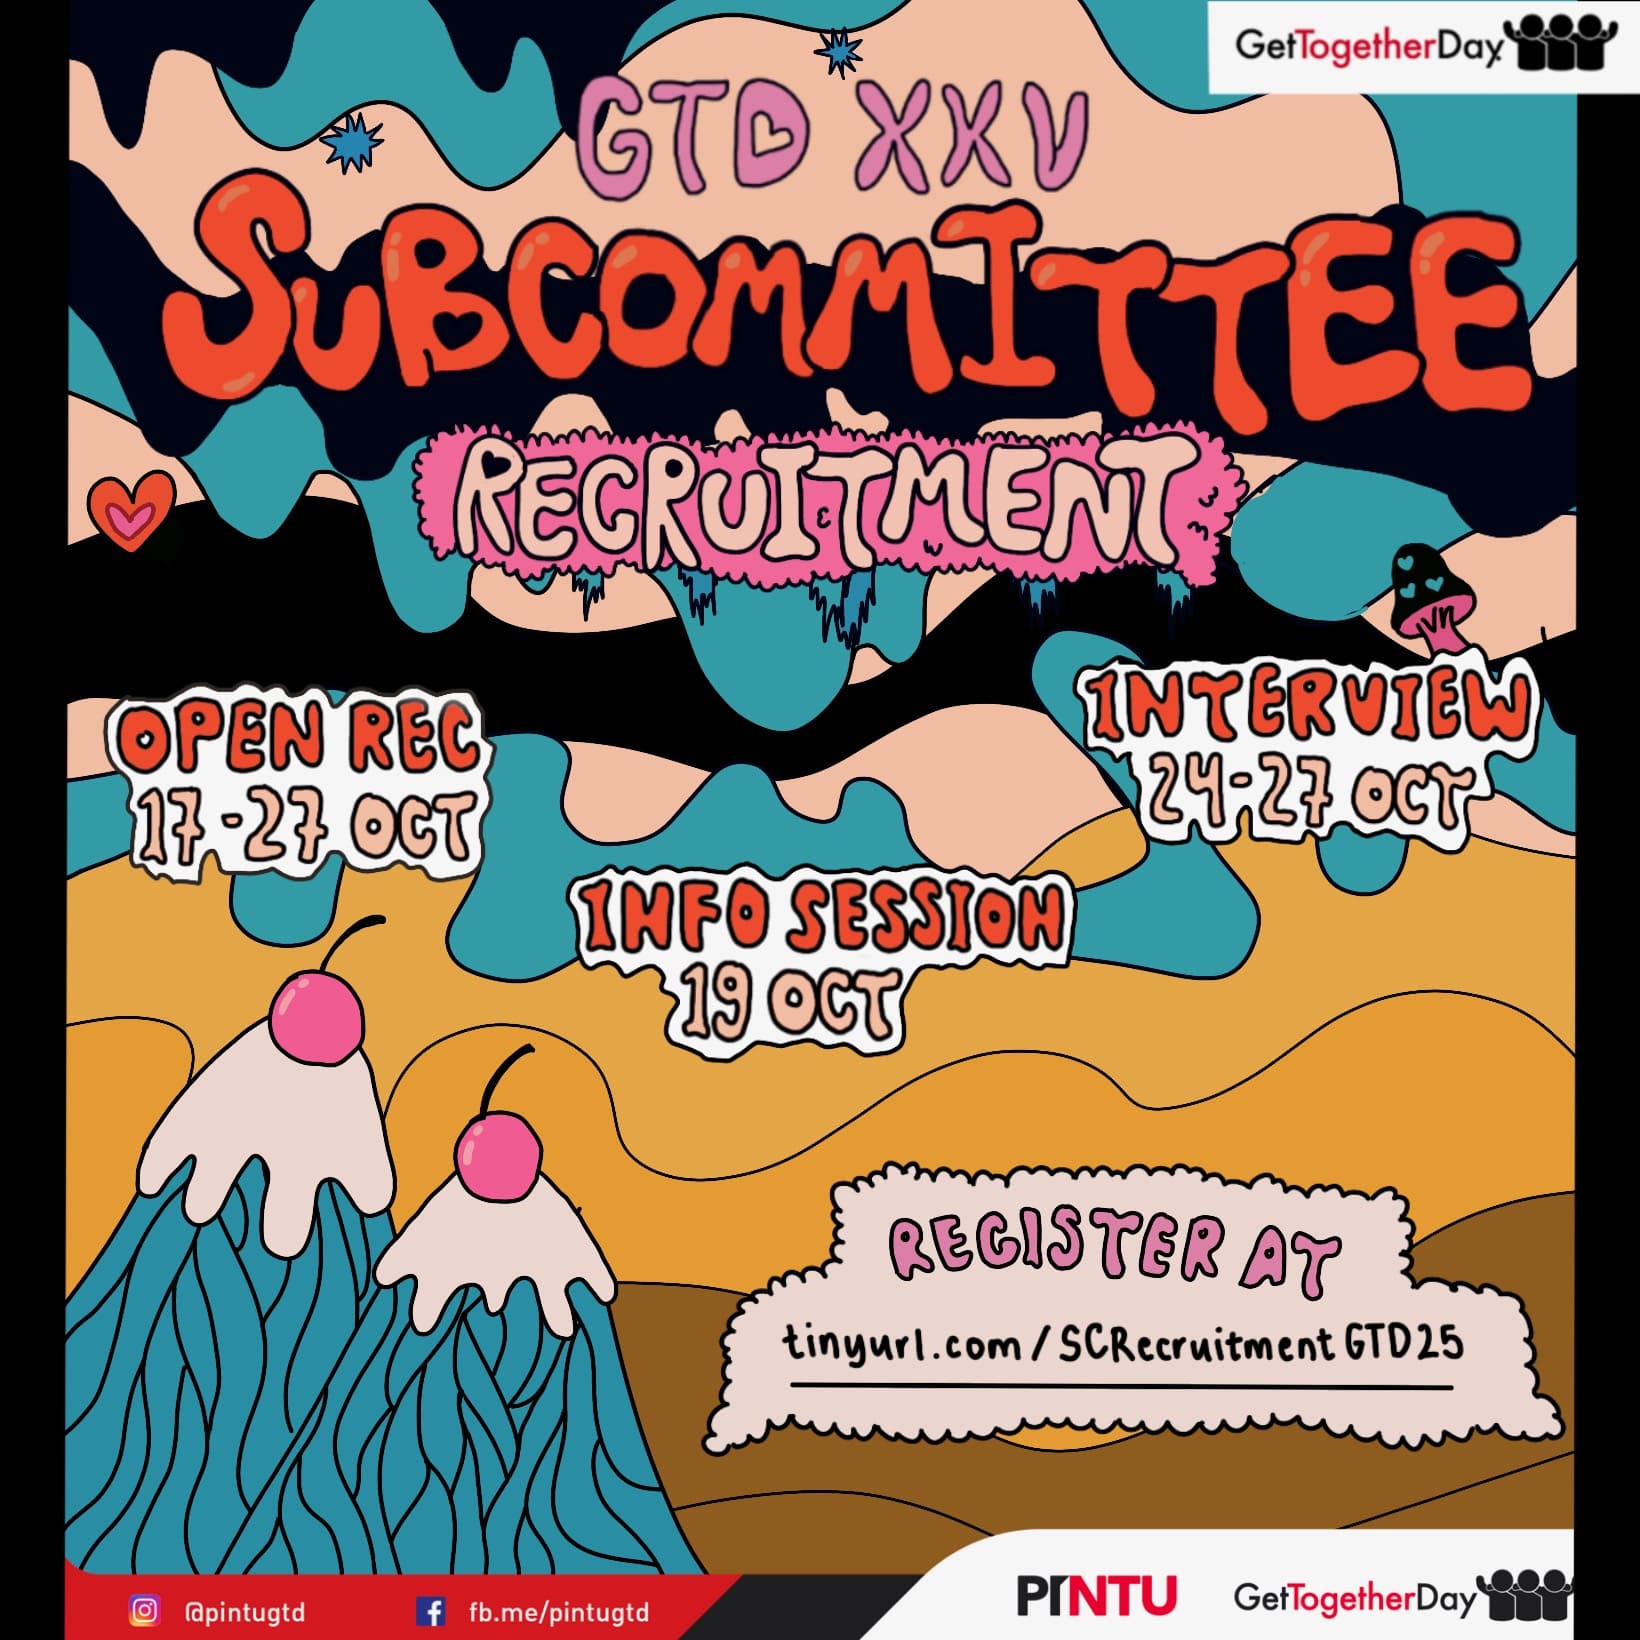 GetTogetherDay
GTD XXV
SUBCOMMITTEE
RECRUITMENT
OPEN REC
17-27 OCT
INTERVIEW
24-27 OCT
INFO SESSION
19 OCT
REGISTER AT
tinyurl.com/SCRecruitmentGTD25
@pintugtd
fb.me/pintugtd
PINTU
GetTogetherDay